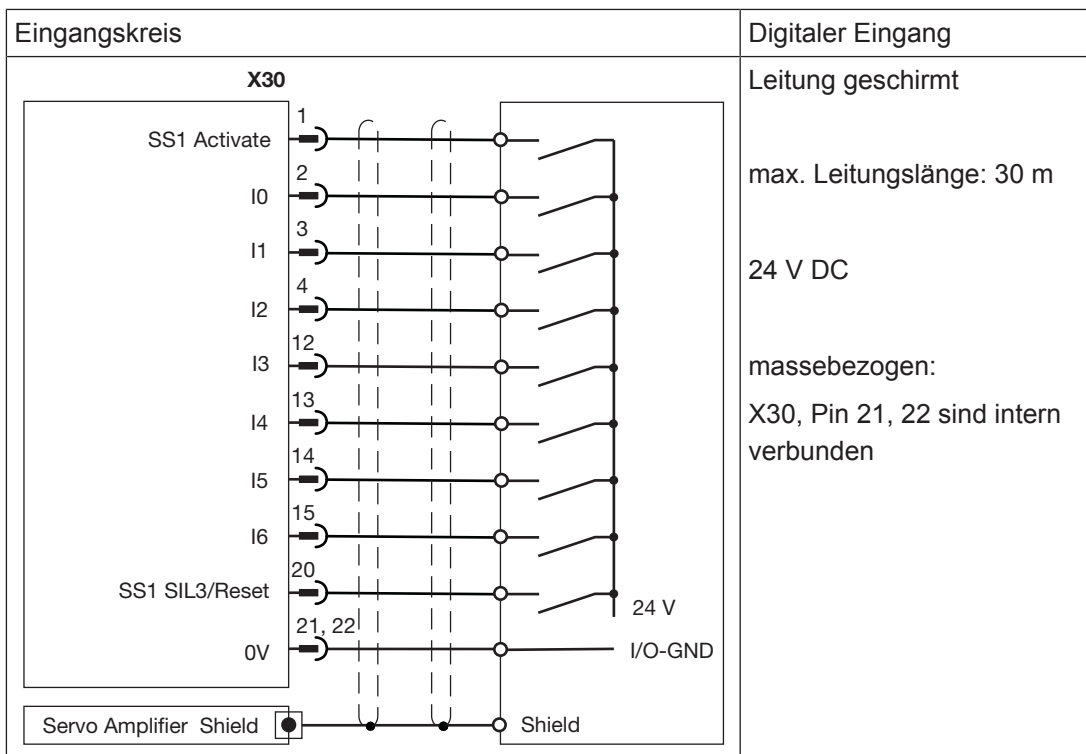 Eingangskreis
Digitaler Eingang
X30
SS1 Activate
1
I0
2
I1
3
I2
4
I3
12
I4
13
I5
14
I6
15
SS1 SIL3/Reset
20
24 V
0V
21, 22
I/O-GND
Servo Amplifier Shield
Shield
Leitung geschirmt
max. Leitungslänge: 30 m
24 V DC
massebezogen:
X30, Pin 21, 22 sind intern
verbunden